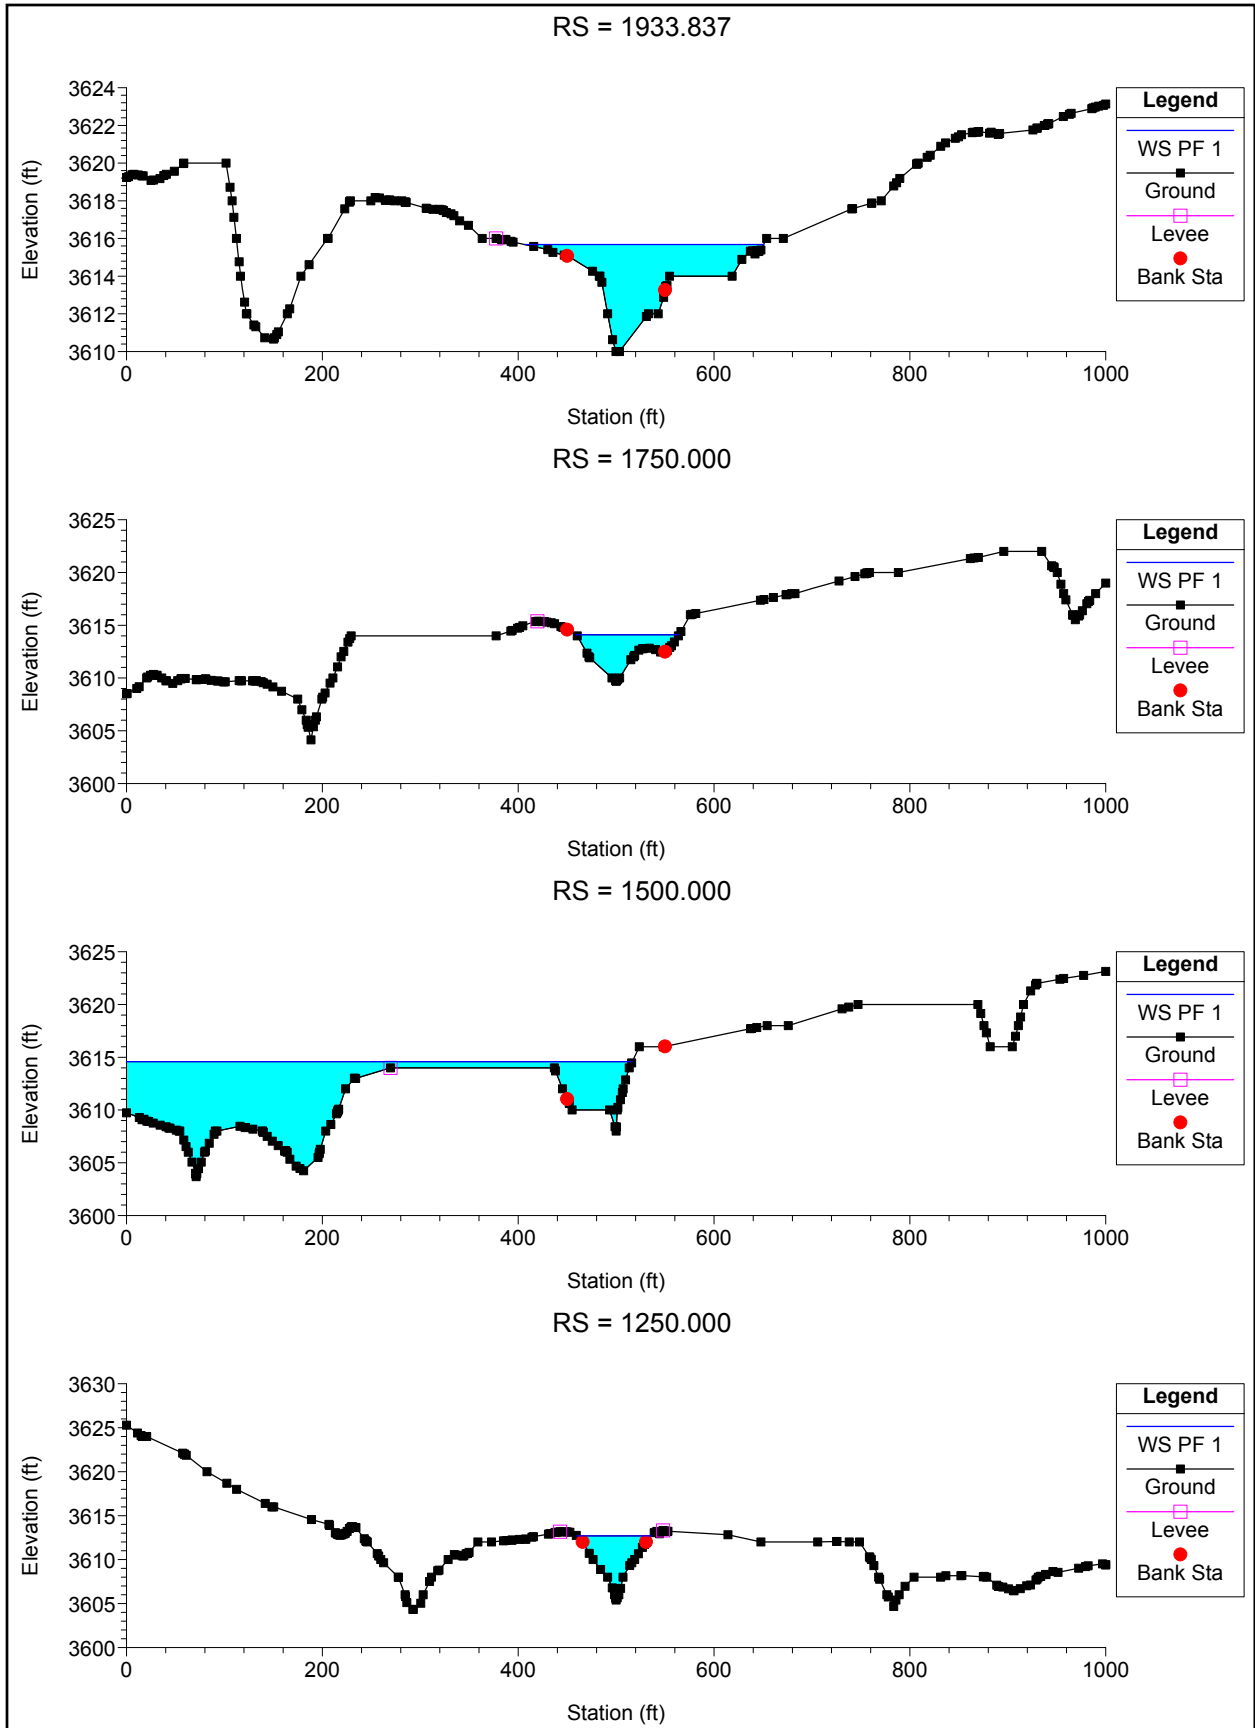 RS = 1933.837
3624
3622
3620
3618
3616
3614
3612
3610
Elevation (ft)
0 200 400 600 800 1000
Station (ft)
Legend
WS PF 1
Ground
Levee
Bank Sta
RS = 1750.000
3625
3620
3615
3610
3605
3600
Elevation (ft)
0 200 400 600 800 1000
Station (ft)
Legend
WS PF 1
Ground
Levee
Bank Sta
RS = 1500.000
3625
3620
3615
3610
3605
3600
Elevation (ft)
0 200 400 600 800 1000
Station (ft)
Legend
WS PF 1
Ground
Levee
Bank Sta
RS = 1250.000
3630
3625
3620
3615
3610
3605
3600
Elevation (ft)
0 200 400 600 800 1000
Station (ft)
Legend
WS PF 1
Ground
Levee
Bank Sta